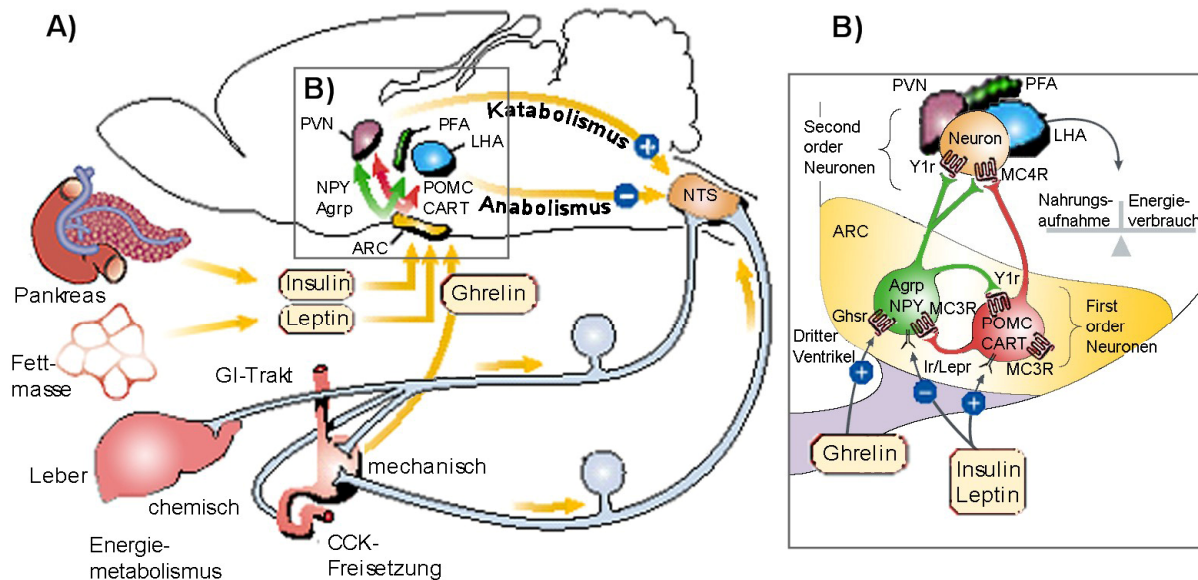 A)
B)
PVN
PFA
LHA
NPY
Agrp
POMC
CART
ARC
Katabolismus
+
Anabolismus
−
NTS
Pankreas
Insulin
Leptin
Ghrelin
Fett-
masse
GI-Trakt
Leber
chemisch
mechanisch
Energie-
metabolismus
CCK-
Freisetzung
B)
PVN
PFA
LHA
Second
order
Neuronen
Neuron
Y1r
MC4R
Nahrungs-
aufnahme
Energie-
verbrauch
ARC
Agrp
NPY
Y1r
MC3R
Ghsr
POMC
CART
First
order
Neuronen
Dritter
Ventrikel
Ir/Lepr
MC3R
+
−
+
Ghrelin
Insulin
Leptin